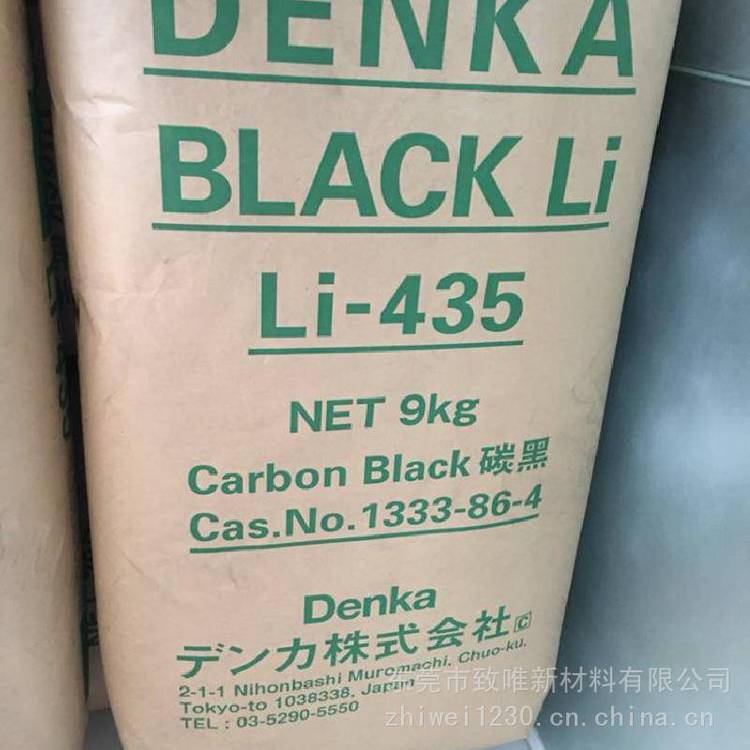 DENKA
BLACK Li
Li-435
NET 9kg
Carbon Black 碳黑
Cas.No.1333-86-4
Denka
デンカ株式会社 C
2-1-1 Nihonbashi Muromachi, Chuo-ku,
Tokyo-to 1038338, Japan
TEL : 03-5290-5550
东莞市致唯新材料有限公司
zhiwei1230.cn.china.cn